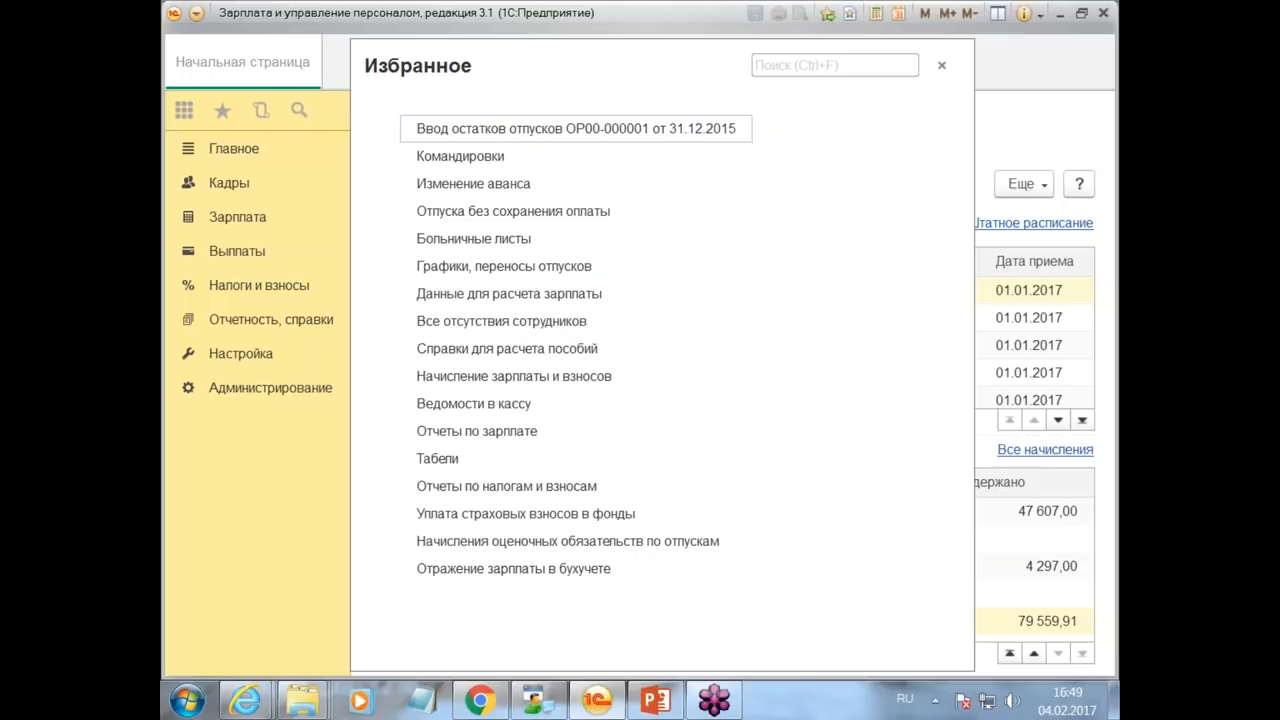 Зарплата и управление персоналом, редакция 3.1 (1С:Предприятие)
M M+ M-
Начальная страница
Избранное
Поиск (Ctrl+F)
Главное
Кадры
Зарплата
Выплаты
Налоги и взносы
Отчетность, справки
Настройка
Администрирование
Ввод остатков отпусков ОР00-000001 от 31.12.2015
Командировки
Изменение аванса
Отпуска без сохранения оплаты
Больничные листы
Графики, переносы отпусков
Данные для расчета зарплаты
Все отсутствия сотрудников
Справки для расчета пособий
Начисление зарплаты и взносов
Ведомости в кассу
Отчеты по зарплате
Табели
Отчеты по налогам и взносам
Уплата страховых взносов в фонды
Начисления оценочных обязательств по отпускам
Отражение зарплаты в бухучете
Еще ?
Штатное расписание
Дата приема
01.01.2017
01.01.2017
01.01.2017
01.01.2017
01.01.2017
Все начисления
держано
47 607,00
4 297,00
79 559,91
RU
16:49
04.02.2017